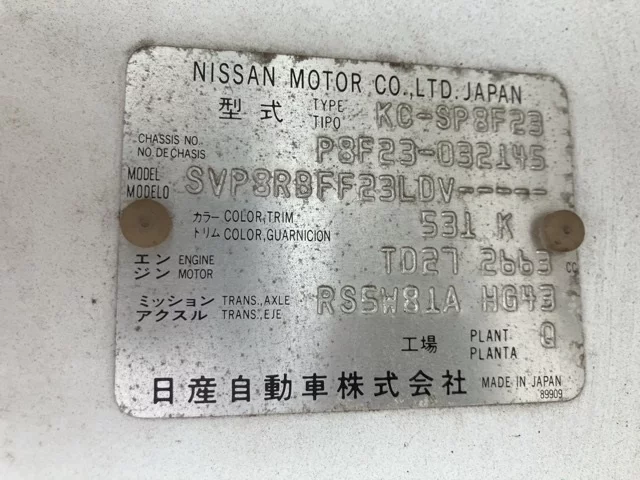 NISSAN MOTOR CO.,LTD. JAPAN
型式 TYPE TIPO KC-SP8F23
CHASSIS NO. NO DE CHASIS P8F23-032145
MODEL MODELO SVP8RBFF23LDV-----
カラー COLOR,TRIM 531 K
トリム COLOR,GUARNICION
エンジン ENGINE MOTOR TD27 2663 cc
ミッション TRANS.,AXLE RS5W81A HG43
アクスル TRANS.,EJE
工場 PLANT PLANTA Q
日産自動車株式会社 MADE IN JAPAN
89909